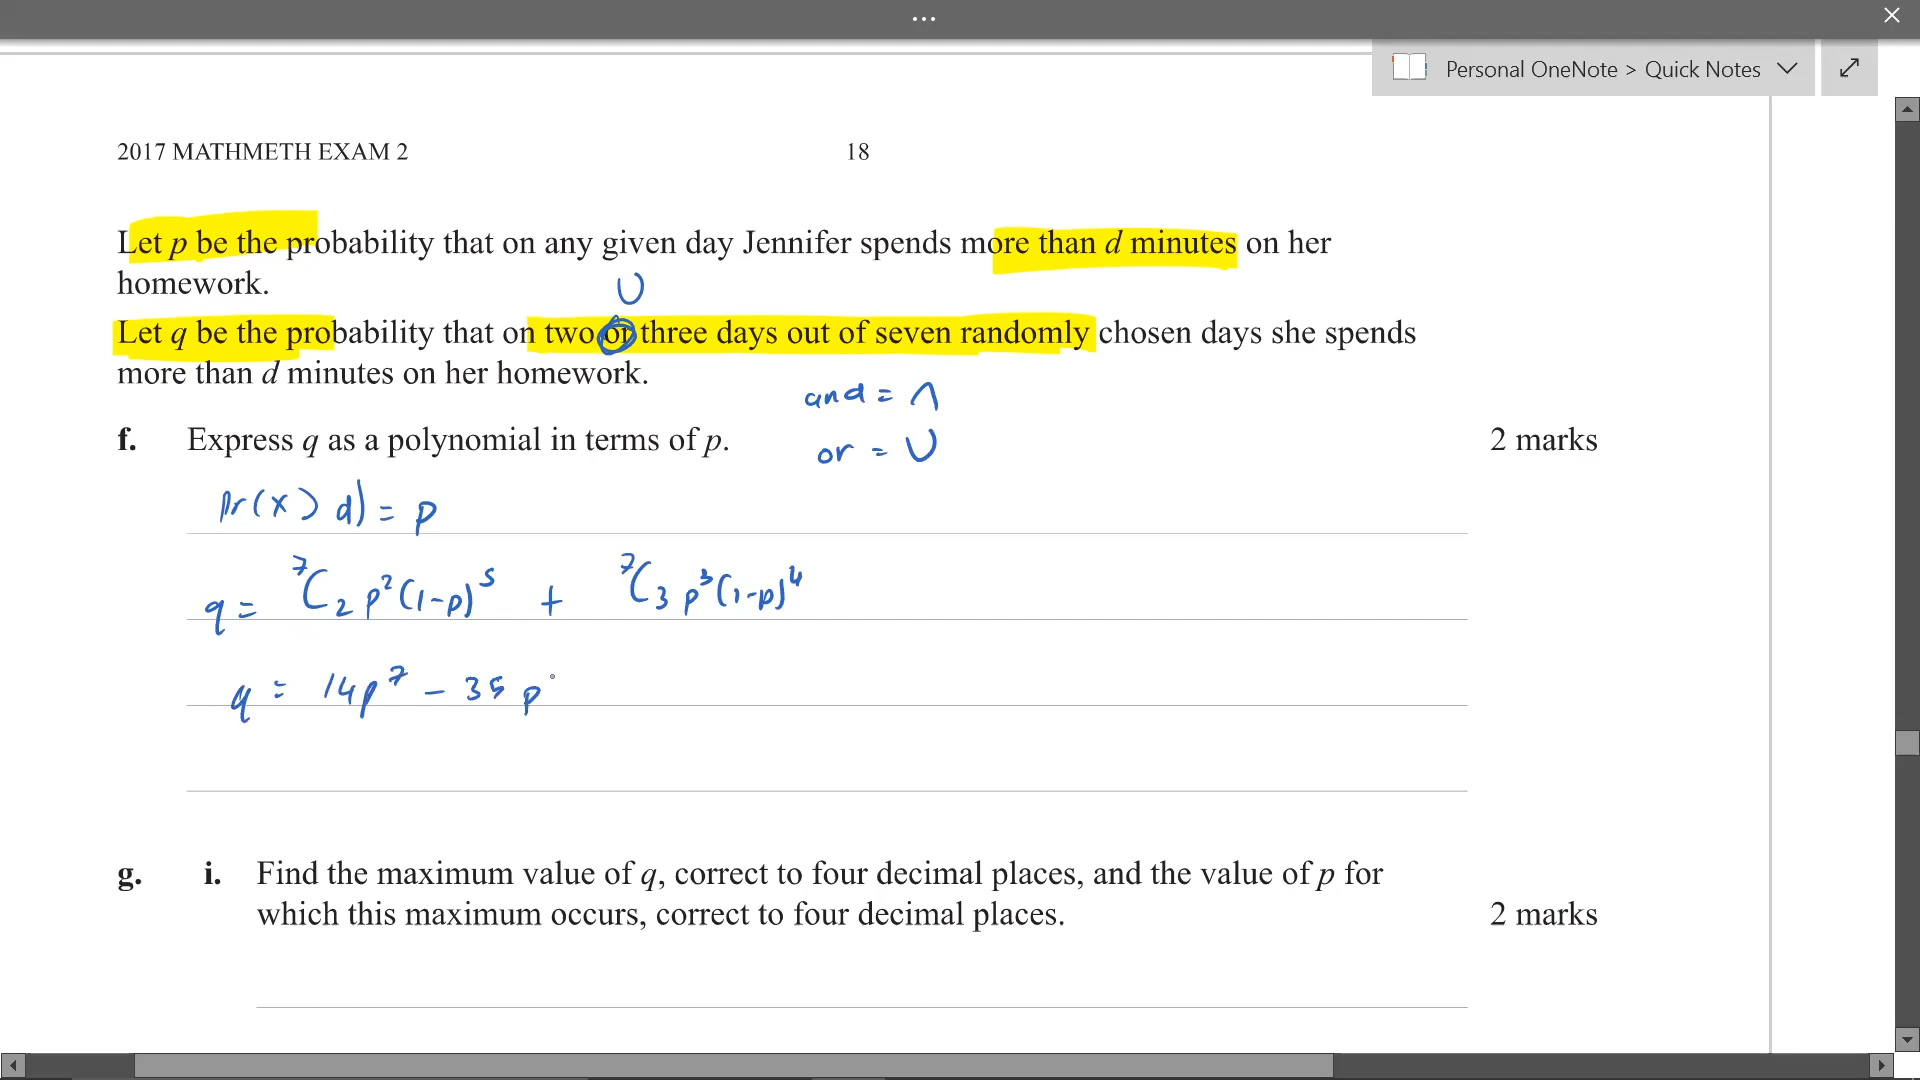 Personal OneNote > Quick Notes
2017 MATHMETH EXAM 2 18
Let p be the probability that on any given day Jennifer spends more than d minutes on her
homework.
∪
Let q be the probability that on two or three days out of seven randomly chosen days she spends
more than d minutes on her homework.
and = ∩
f. Express q as a polynomial in terms of p. 2 marks
or = ∪
Pr(X > d) = p
q = ⁷C₂ p²(1-p)⁵ + ⁷C₃ p³(1-p)⁴
q = 14p⁷ - 35p
g. i. Find the maximum value of q, correct to four decimal places, and the value of p for
which this maximum occurs, correct to four decimal places. 2 marks